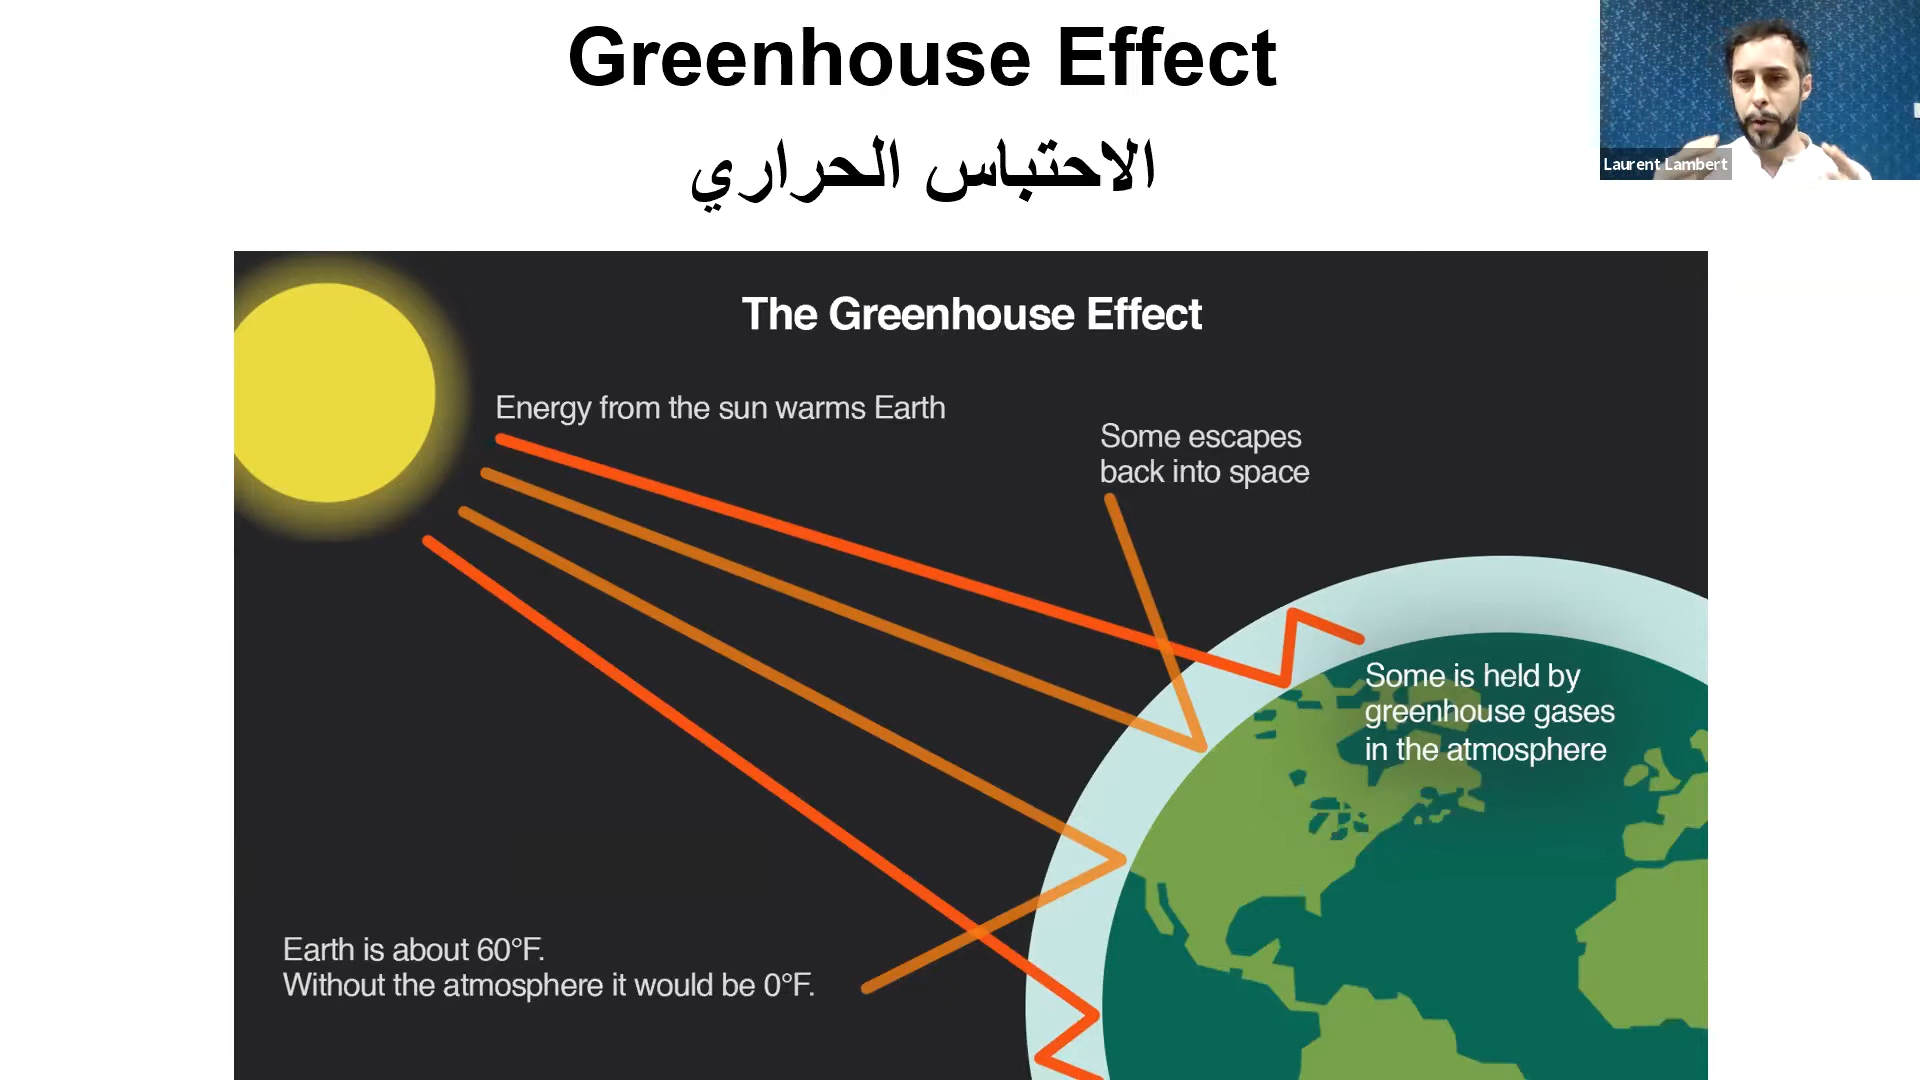 Greenhouse Effect
الاحتباس الحراري
Laurent Lambert
The Greenhouse Effect
Energy from the sun warms Earth
Some escapes
back into space
Some is held by
greenhouse gases
in the atmosphere
Earth is about 60°F.
Without the atmosphere it would be 0°F.